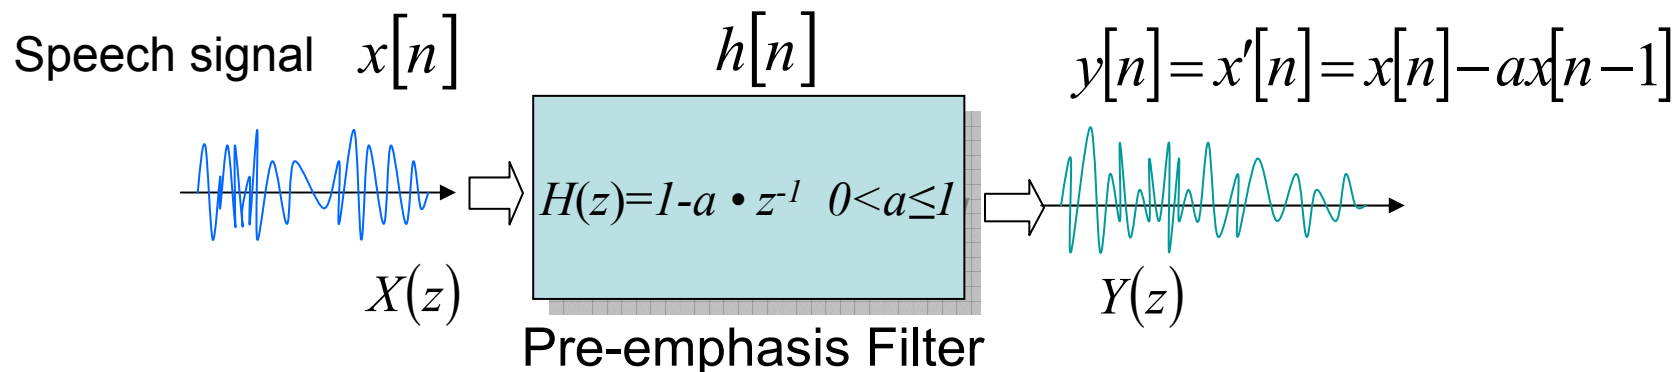 Speech signal x[n]
h[n]
y[n] = x′[n] = x[n] − ax[n−1]
H(z)=1-a • z⁻¹ 0<a≤1
X(z)
Y(z)
Pre-emphasis Filter